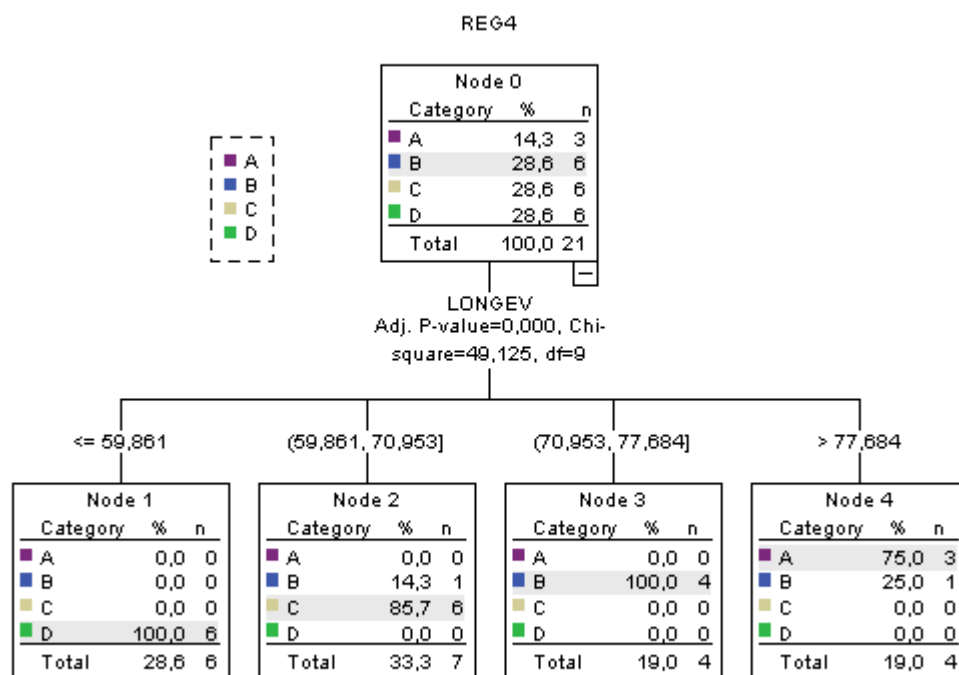 REG4
Node 0
Category % n
A 14,3 3
B 28,6 6
C 28,6 6
D 28,6 6
Total 100,0 21
A
B
C
D
LONGEV
Adj. P-value=0,000, Chi-
square=49,125, df=9
<= 59,861
(59,861, 70,953]
(70,953, 77,684]
> 77,684
Node 1
Category % n
A 0,0 0
B 0,0 0
C 0,0 0
D 100,0 6
Total 28,6 6
Node 2
Category % n
A 0,0 0
B 14,3 1
C 85,7 6
D 0,0 0
Total 33,3 7
Node 3
Category % n
A 0,0 0
B 100,0 4
C 0,0 0
D 0,0 0
Total 19,0 4
Node 4
Category % n
A 75,0 3
B 25,0 1
C 0,0 0
D 0,0 0
Total 19,0 4